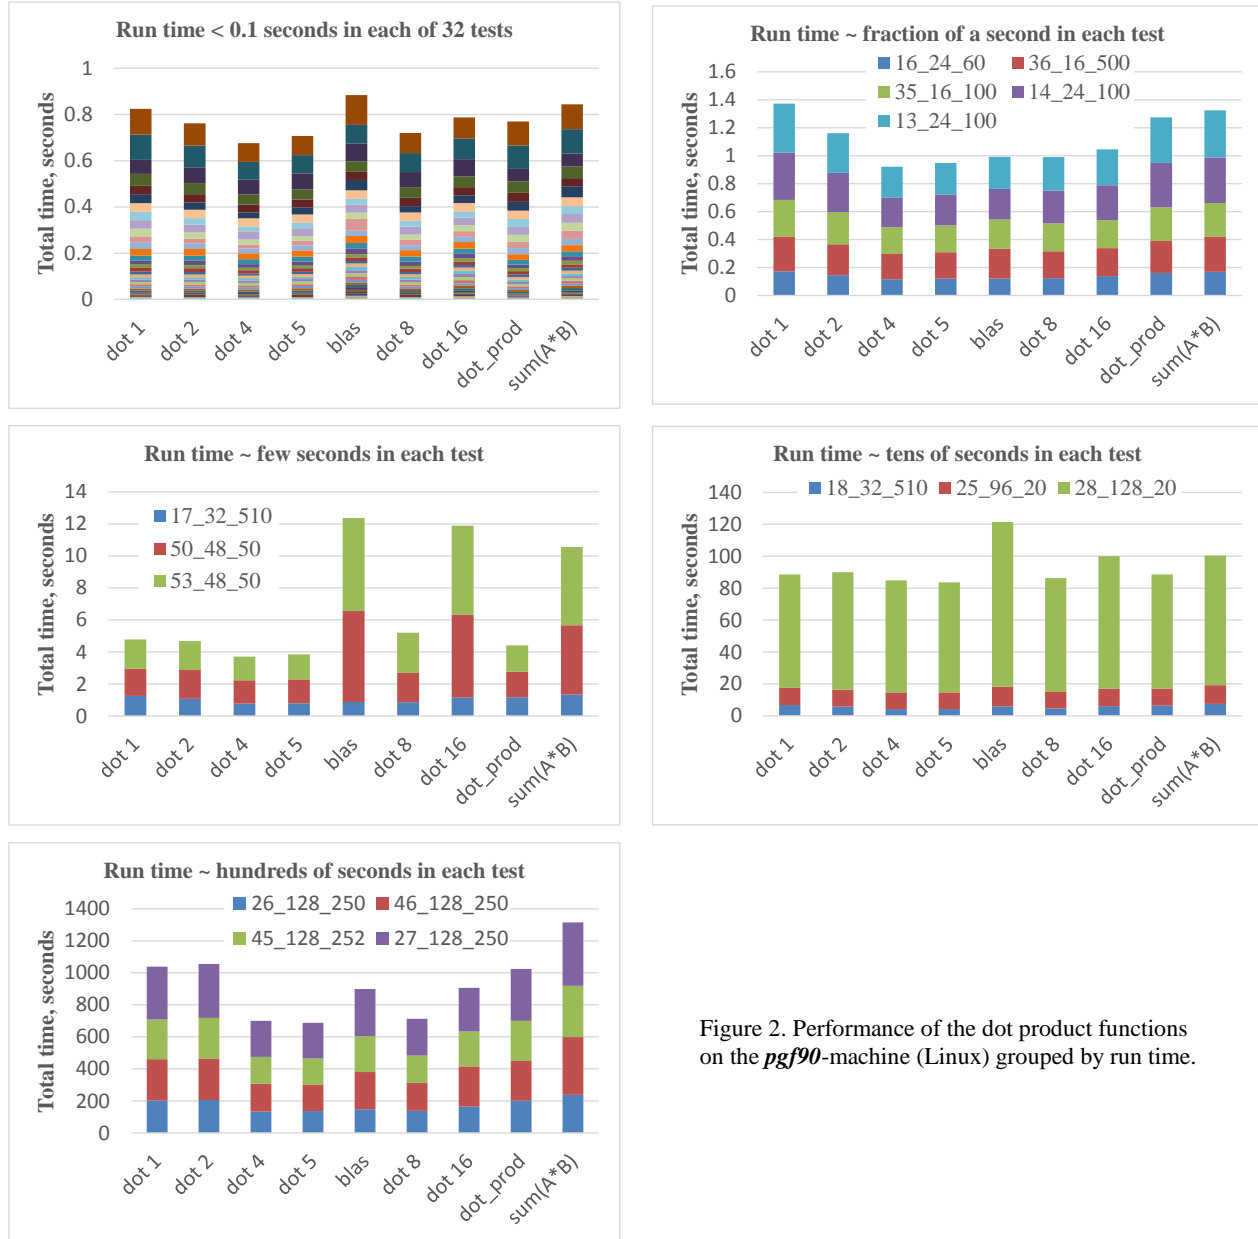 Run time < 0.1 seconds in each of 32 tests
Total time, seconds
1
0.8
0.6
0.4
0.2
0
dot 1
dot 2
dot 4
dot 5
blas
dot 8
dot 16
dot_prod
sum(A*B)
Run time ~ fraction of a second in each test
16_24_60 36_16_500
35_16_100 14_24_100
13_24_100
Total time, seconds
1.6
1.4
1.2
1
0.8
0.6
0.4
0.2
0
dot 1
dot 2
dot 4
dot 5
blas
dot 8
dot 16
dot_prod
sum(A*B)
Run time ~ few seconds in each test
17_32_510
50_48_50
53_48_50
Total time, seconds
14
12
10
8
6
4
2
0
dot 1
dot 2
dot 4
dot 5
blas
dot 8
dot 16
dot_prod
sum(A*B)
Run time ~ tens of seconds in each test
18_32_510 25_96_20 28_128_20
Total time, seconds
140
120
100
80
60
40
20
0
dot 1
dot 2
dot 4
dot 5
blas
dot 8
dot 16
dot_prod
sum(A*B)
Run time ~ hundreds of seconds in each test
26_128_250 46_128_250
45_128_252 27_128_250
Total time, seconds
1400
1200
1000
800
600
400
200
0
dot 1
dot 2
dot 4
dot 5
blas
dot 8
dot 16
dot_prod
sum(A*B)
Figure 2. Performance of the dot product functions
on the pgf90-machine (Linux) grouped by run time.